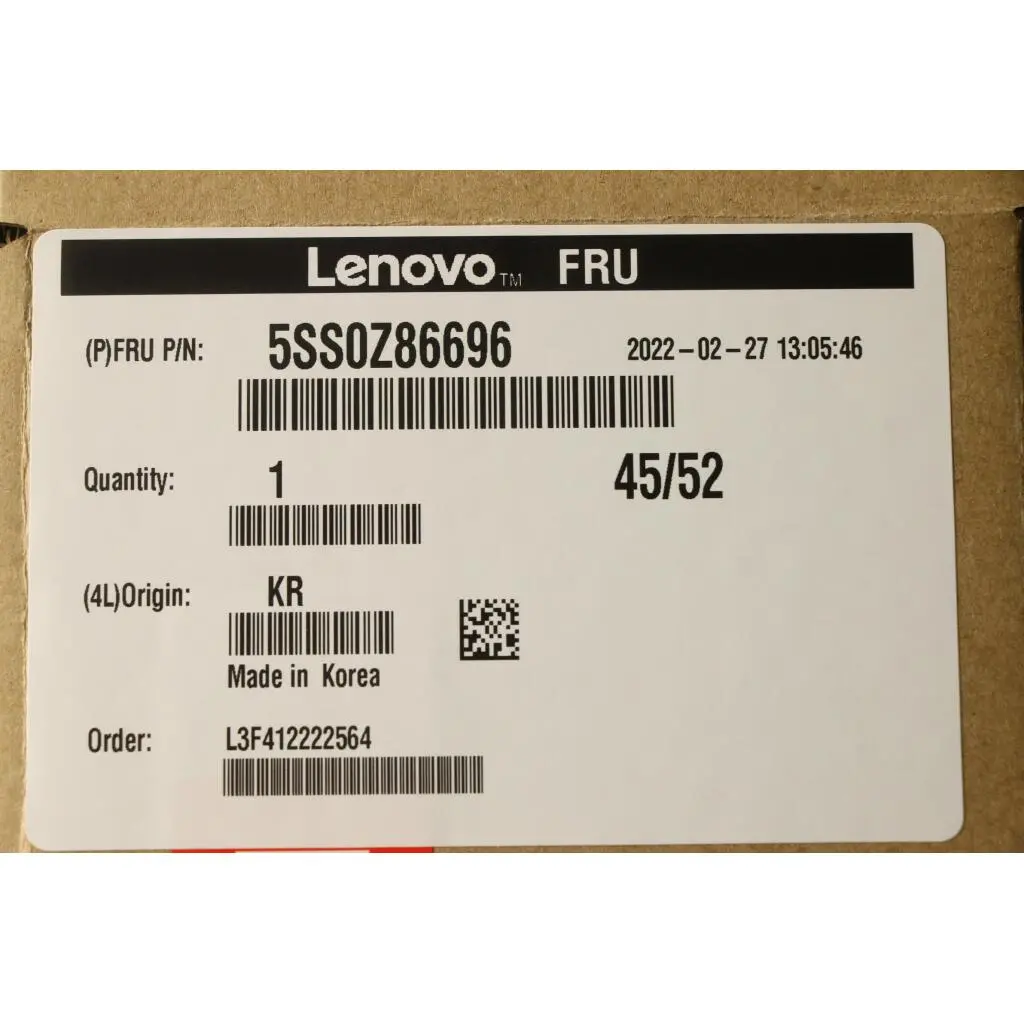 Lenovo™ FRU
(P)FRU P/N: 5SS0Z86696 2022-02-27 13:05:46
Quantity: 1 45/52
(4L)Origin: KR
Made in Korea
Order: L3F412222564